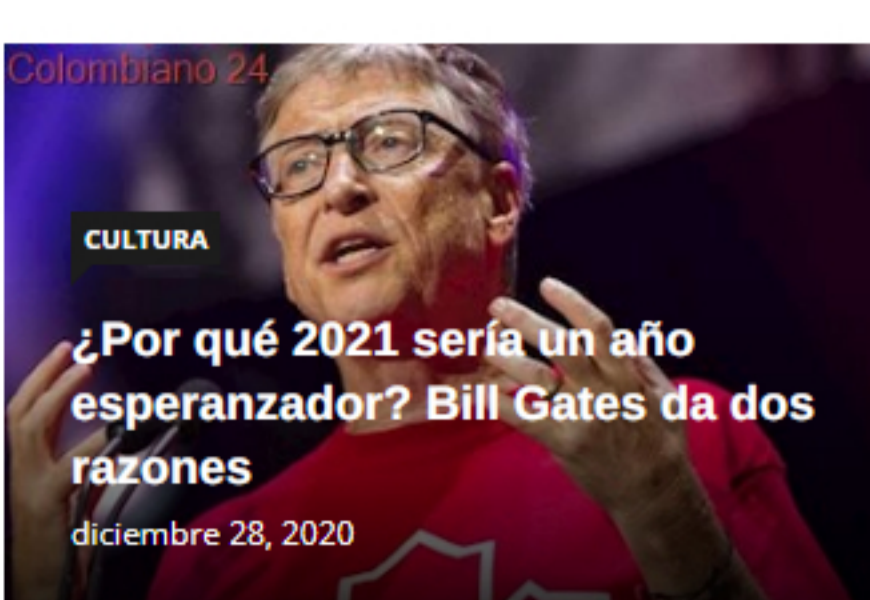 Colombiano 24
CULTURA
¿Por qué 2021 sería un año
esperanzador? Bill Gates da dos
razones
diciembre 28, 2020